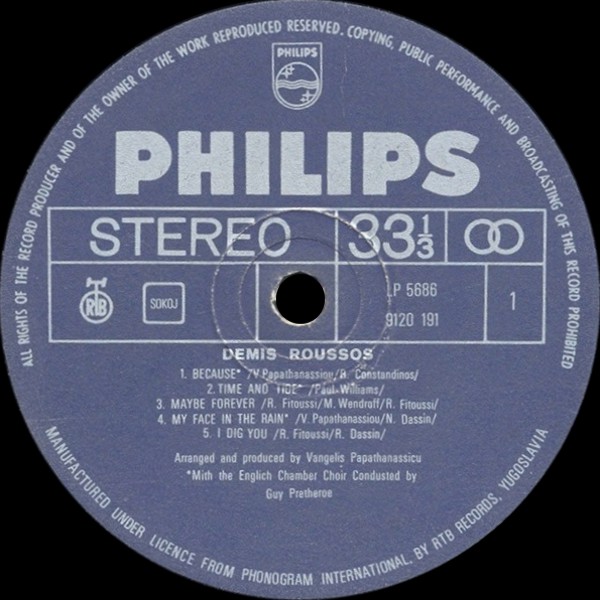 ALL RIGHTS OF THE RECORD PRODUCER AND OF THE OWNER OF THE WORK REPRODUCED RESERVED. COPYING, PUBLIC PERFORMANCE AND BROADCASTING OF THIS RECORD PROHIBITED
PHILIPS
PHILIPS
STEREO 33 1/3
RTB SOKOJ LP 5686 1
9120 191
DEMIS ROUSSOS
1. BECAUSE* /V.Papathanassiou/R. Constandinos/
2. TIME AND TIDE* /Paul Williams/
3. MAYBE FOREVER /R. Fitoussi/M. Wendroff/R. Fitoussi/
4. MY FACE IN THE RAIN* /V. Papathanassiou/N. Dassin/
5. I DIG YOU /R. Fitoussi/R. Dassin/
Arranged and produced by Vangelis Papathanassicu
*Mith the Englich Chamber Choir Condusted by
Guy Pretheroe
MANUFACTURED UNDER LICENCE FROM PHONOGRAM INTERNATIONAL. BY RTB RECORDS, YUGOSLAVIA